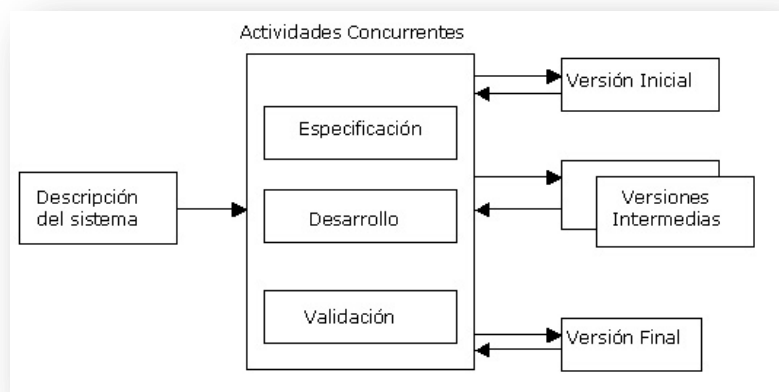 Actividades Concurrentes
Versión Inicial
Especificación
Descripción
del sistema
Desarrollo
Versiones
Intermedias
Validación
Versión Final